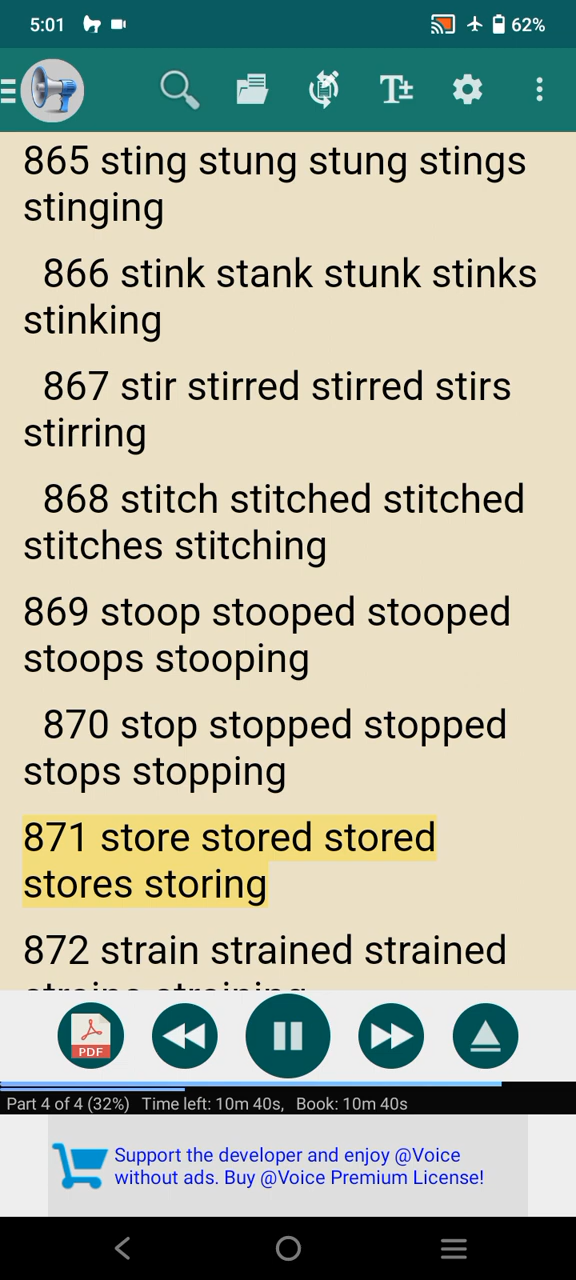 5:01
62%
T±
865 sting stung stung stings
stinging
866 stink stank stunk stinks
stinking
867 stir stirred stirred stirs
stirring
868 stitch stitched stitched
stitches stitching
869 stoop stooped stooped
stoops stooping
870 stop stopped stopped
stops stopping
871 store stored stored
stores storing
872 strain strained strained
PDF
Part 4 of 4 (32%) Time left: 10m 40s, Book: 10m 40s
Support the developer and enjoy @Voice
without ads. Buy @Voice Premium License!